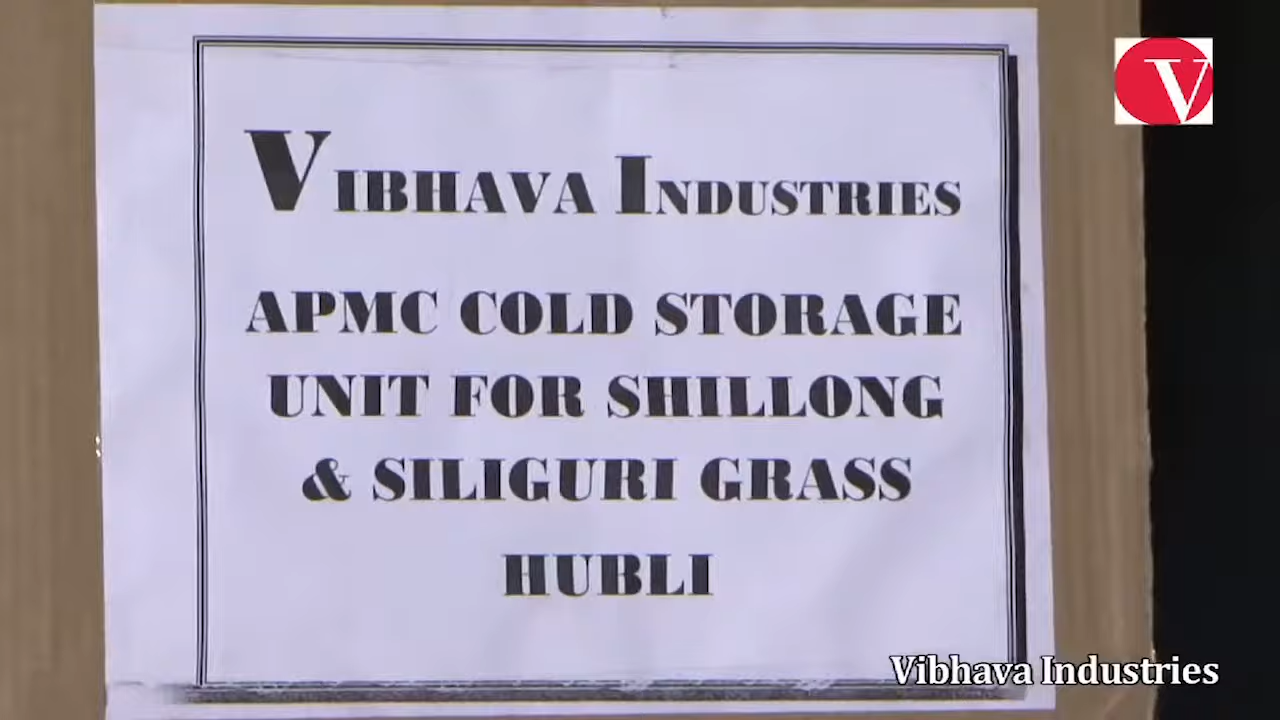 V
VIBHAVA INDUSTRIES
APMC COLD STORAGE
UNIT FOR SHILLONG
& SILIGURI GRASS
HUBLI
Vibhava Industries